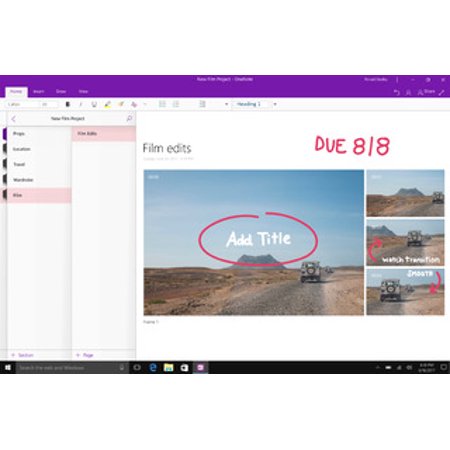 New Film Project - OneNote
Home Insert Draw View
Share
B I U
Heading 1
New Film Project
Props
Location
Travel
Wardrobe
Film
Film Edits
Film edits
DUE 8/8
Add Title
Watch Transition
SMOOTH
+ Section
+ Page
Search the web and Windows